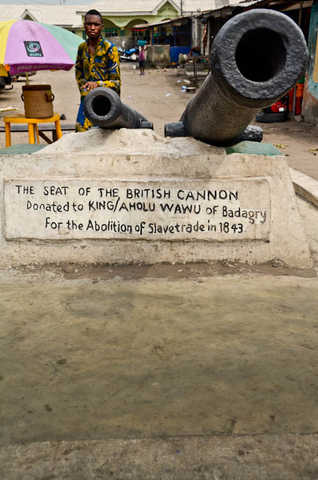 THE SEAT OF THE BRITISH CANNON
Donated to KING/AHOLU WAWU of Badagry
For the Abolition of Slavetrade in 1843